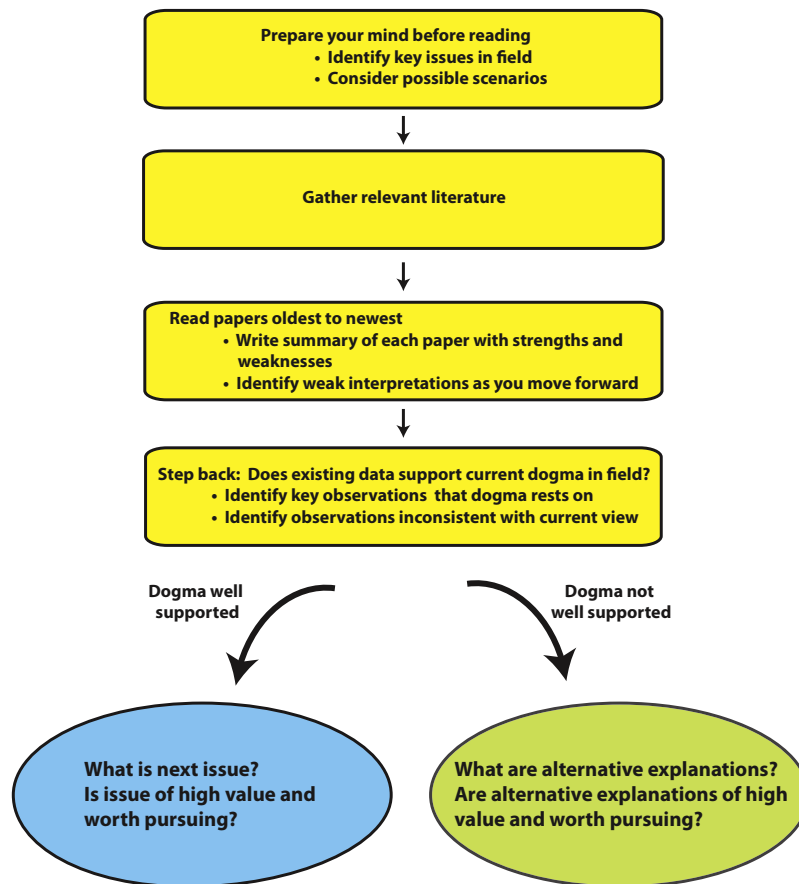 Prepare your mind before reading
• Identify key issues in field
• Consider possible scenarios
Gather relevant literature
Read papers oldest to newest
• Write summary of each paper with strengths and
weaknesses
• Identify weak interpretations as you move forward
Step back: Does existing data support current dogma in field?
• Identify key observations that dogma rests on
• Identify observations inconsistent with current view
Dogma well
supported
Dogma not
well supported
What is next issue?
Is issue of high value and
worth pursuing?
What are alternative explanations?
Are alternative explanations of high
value and worth pursuing?